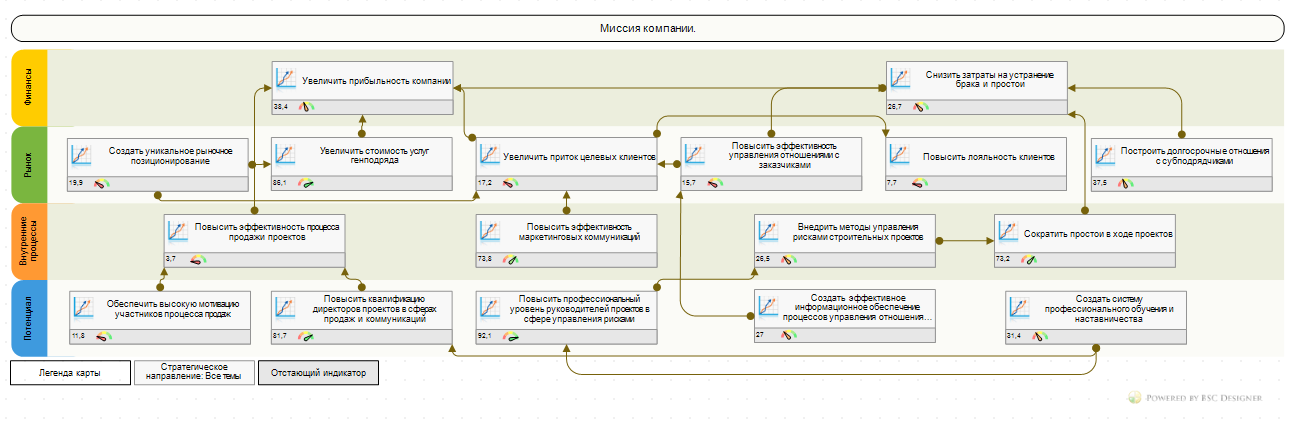 Миссия компании.
Финансы
Увеличить прибыльность компании
38,4
Снизить затраты на устранение
брака и простои
26,7
Рынок
Создать уникальное рыночное
позиционирование
19,9
Увеличить стоимость услуг
генподряда
86,1
Увеличить приток целевых клиентов
17,2
Повысить эффективность
управления отношениями с
заказчиками
15,7
Повысить лояльность клиентов
7,7
Построить долгосрочные отношения
с субподрядчиками
37,5
Внутренние
процессы
Повысить эффективность процесса
продажи проектов
3,7
Повысить эффективность
маркетинговых коммуникаций
73,8
Внедрить методы управления
рисками строительных проектов
26,5
Сократить простои в ходе проектов
73,2
Потенциал
Обеспечить высокую мотивацию
участников процесса продаж
11,8
Повысить квалификацию
директоров проектов в сферах
продаж и коммуникаций
81,7
Повысить профессиональный
уровень руководителей проектов в
сфере управления рисками
92,1
Создать эффективное
информационное обеспечение
процессов управления отношения...
27
Создать систему
профессионального обучения и
наставничества
31,4
Легенда карты
Стратегическое
направление: Все темы
Отстающий индикатор
Powered by BSC Designer